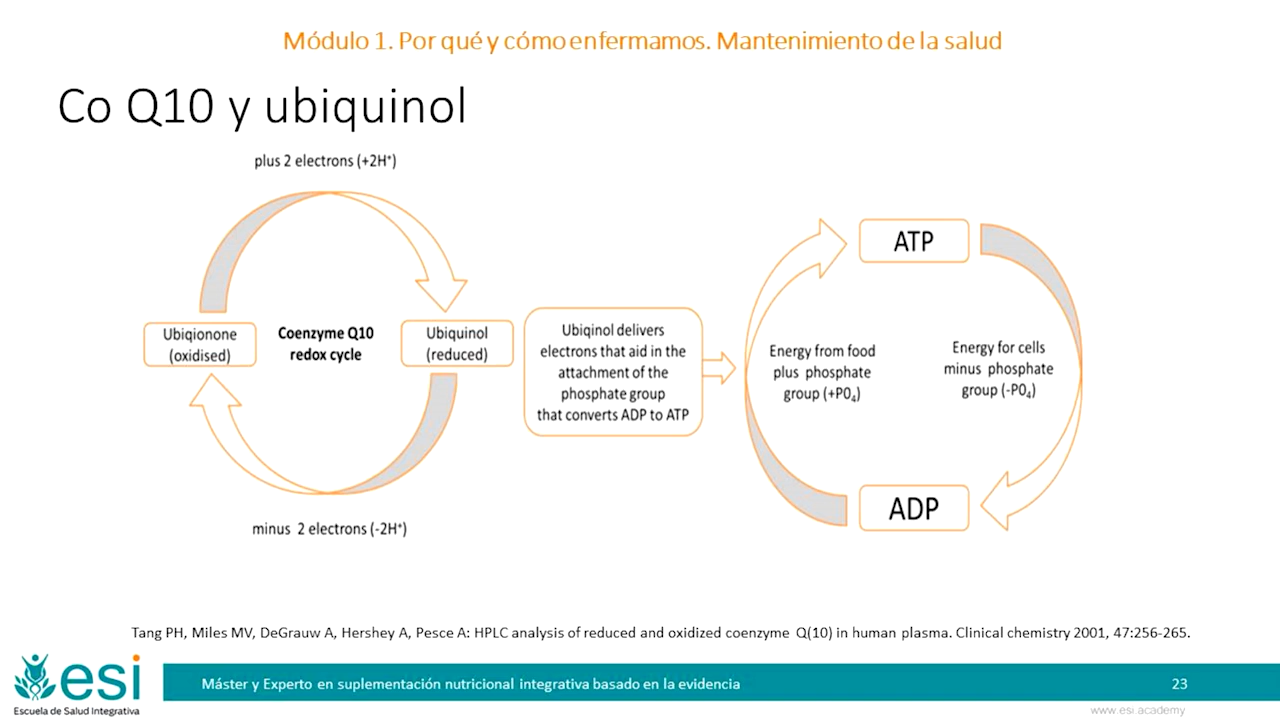 Módulo 1. Por qué y cómo enfermamos. Mantenimiento de la salud
Co Q10 y ubiquinol
plus 2 electrons (+2H⁺)
Ubiqionone
(oxidised)
Coenzyme Q10
redox cycle
Ubiquinol
(reduced)
minus 2 electrons (-2H⁺)
Ubiqinol delivers
electrons that aid in the
attachment of the
phosphate group
that converts ADP to ATP
ATP
Energy from food
plus phosphate
group (+PO₄)
Energy for cells
minus phosphate
group (-PO₄)
ADP
Tang PH, Miles MV, DeGrauw A, Hershey A, Pesce A: HPLC analysis of reduced and oxidized coenzyme Q(10) in human plasma. Clinical chemistry 2001, 47:256-265.
esi
Escuela de Salud Integrativa
Máster y Experto en suplementación nutricional integrativa basado en la evidencia
23
www.esi.academy